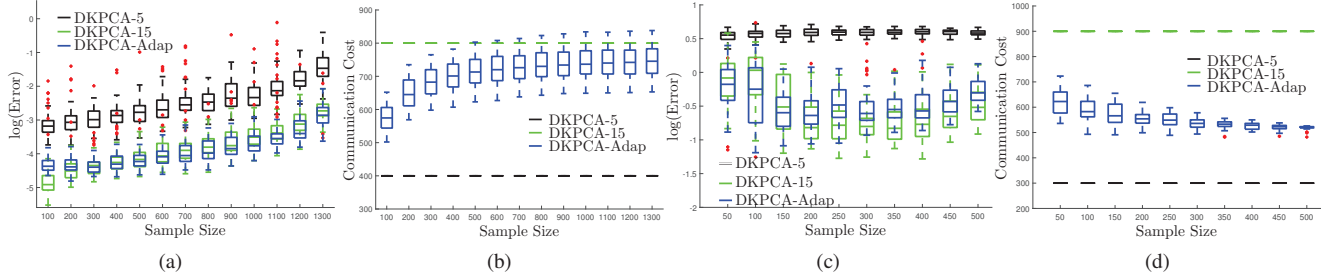 DKPCA-5
DKPCA-15
DKPCA-Adap
log(Error)
0
-1
-2
-3
-4
-5
100 200 300 400 500 600 700 800 900 1000 1100 1200 1300
Sample Size
(a)
Communication Cost
900
800
700
600
500
400
300
DKPCA-5
DKPCA-15
DKPCA-Adap
100 200 300 400 500 600 700 800 900 1000 1100 1200 1300
Sample Size
(b)
log(Error)
1
0.5
0
-0.5
-1
-1.5
-2
DKPCA-5
DKPCA-15
DKPCA-Adap
50 100 150 200 250 300 350 400 450 500
Sample Size
(c)
Communication Cost
1000
900
800
700
600
500
400
300
200
DKPCA-5
DKPCA-15
DKPCA-Adap
50 100 150 200 250 300 350 400 450 500
Sample Size
(d)